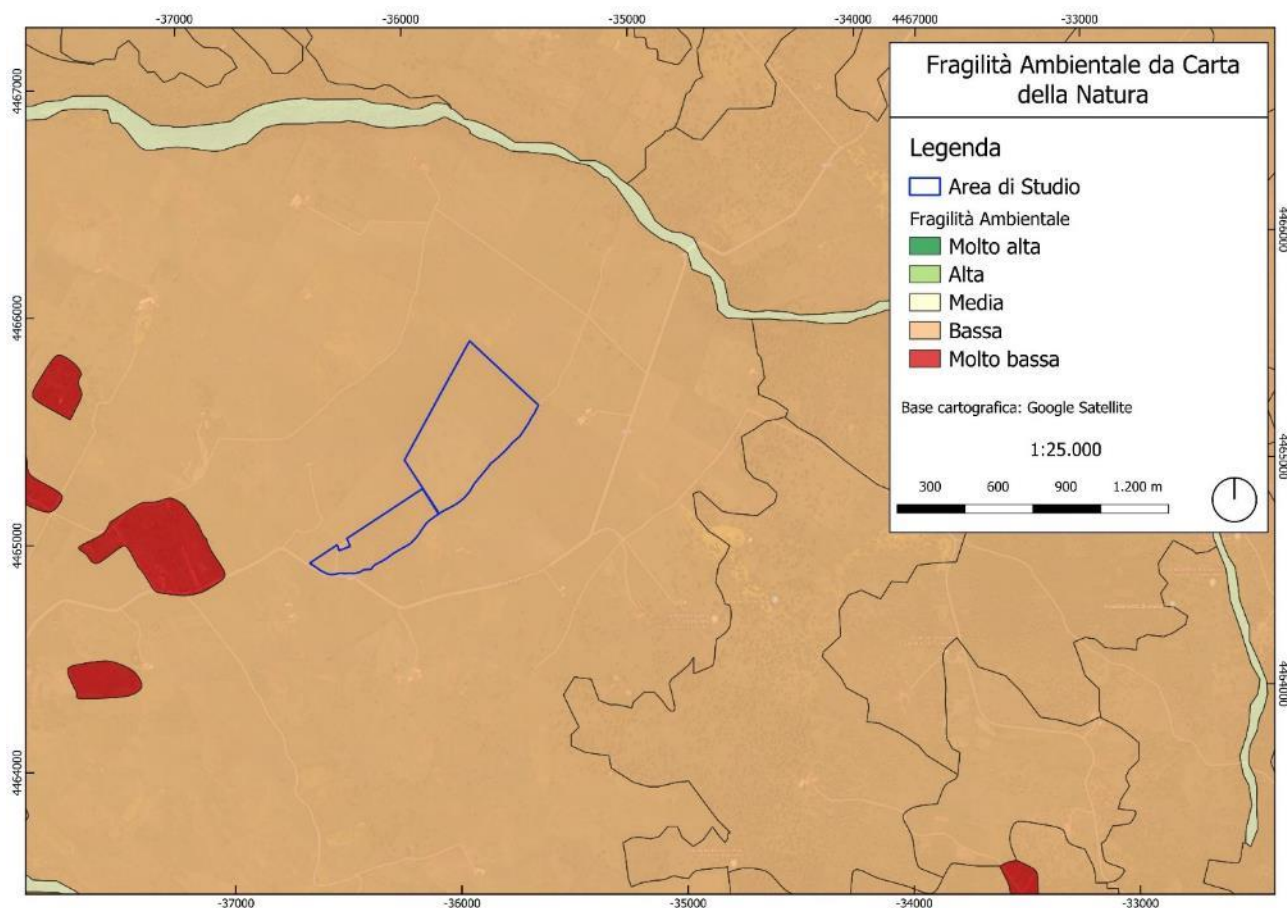 -37000 -36000 -35000 -34000 4467000 -33000
Fragilità Ambientale da Carta
della Natura
Legenda
Area di Studio
Fragilità Ambientale
Molto alta
Alta
Media
Bassa
Molto bassa
Base cartografica: Google Satellite
1:25.000
300 600 900 1.200 m
4467000
4466000
4465000
4464000
4466000
4465000
4464000
-37000 -36000 -35000 -34000 -33000